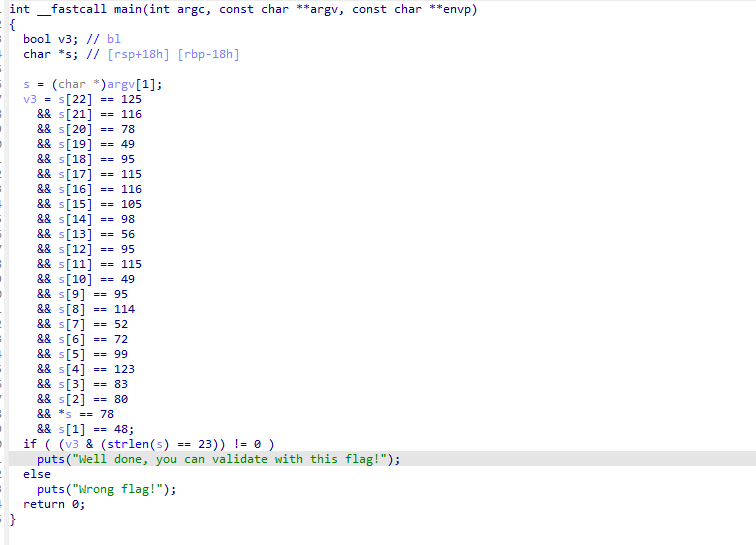 int __fastcall main(int argc, const char **argv, const char **envp)
{
bool v3; // bl
char *s; // [rsp+18h] [rbp-18h]
s = (char *)argv[1];
v3 = s[22] == 125
&& s[21] == 116
&& s[20] == 78
&& s[19] == 49
&& s[18] == 95
&& s[17] == 115
&& s[16] == 116
&& s[15] == 105
&& s[14] == 98
&& s[13] == 56
&& s[12] == 95
&& s[11] == 115
&& s[10] == 49
&& s[9] == 95
&& s[8] == 114
&& s[7] == 52
&& s[6] == 72
&& s[5] == 99
&& s[4] == 123
&& s[3] == 83
&& s[2] == 80
&& *s == 78
&& s[1] == 48;
if ( (v3 & (strlen(s) == 23)) != 0 )
puts("Well done, you can validate with this flag!");
else
puts("Wrong flag!");
return 0;
}